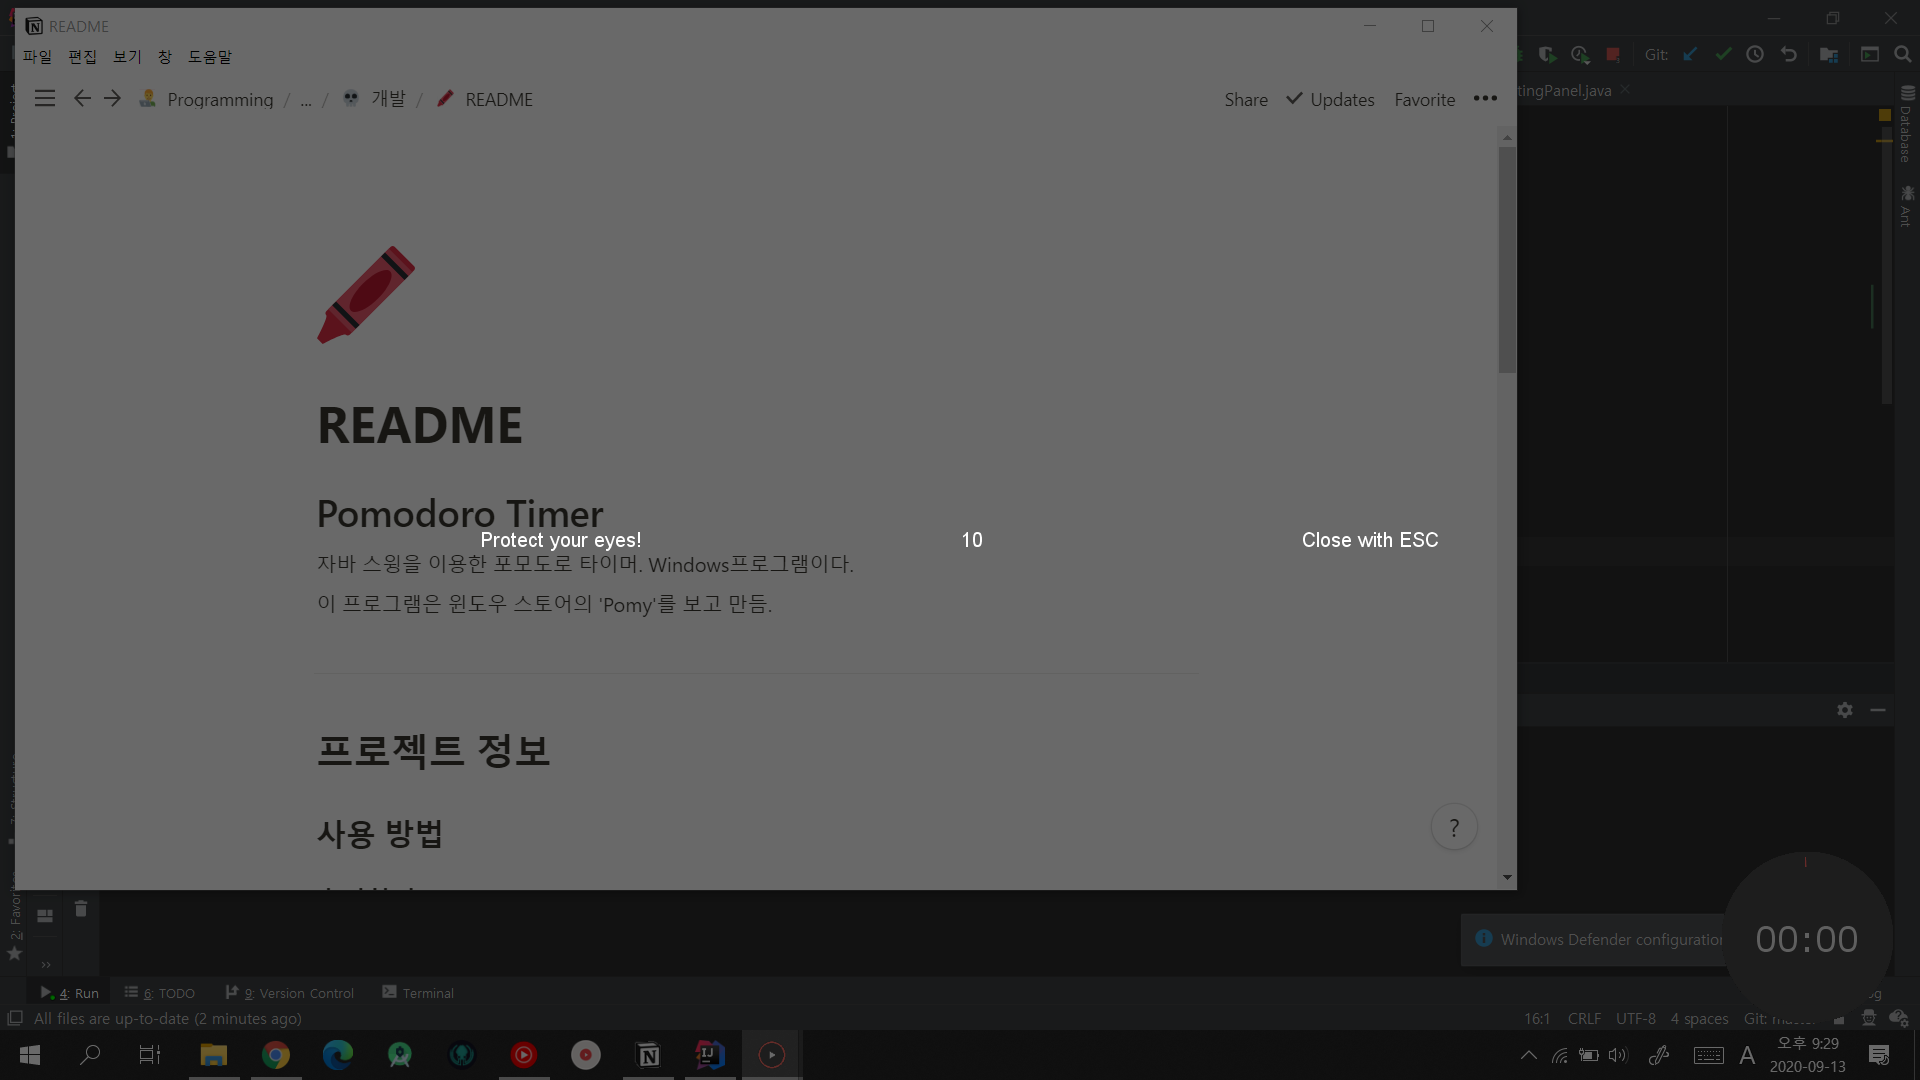 README
파일 편집 보기 창 도움말
Programming / ... / 개발 / README
Share Updates Favorite •••
Git:
tingPanel.java
Database
Ant
README
Pomodoro Timer
Protect your eyes! 10 Close with ESC
자바 스윙을 이용한 포모도로 타이머. Windows프로그램이다.
이 프로그램은 윈도우 스토어의 'Pomy'를 보고 만듬.
프로젝트 정보
사용 방법
?
2: Favorites
Windows Defender configuration
00:00
4: Run 6: TODO 9: Version Control Terminal
All files are up-to-date (2 minutes ago)
16:1 CRLF UTF-8 4 spaces Git: master
A
오후 9:29
2020-09-13